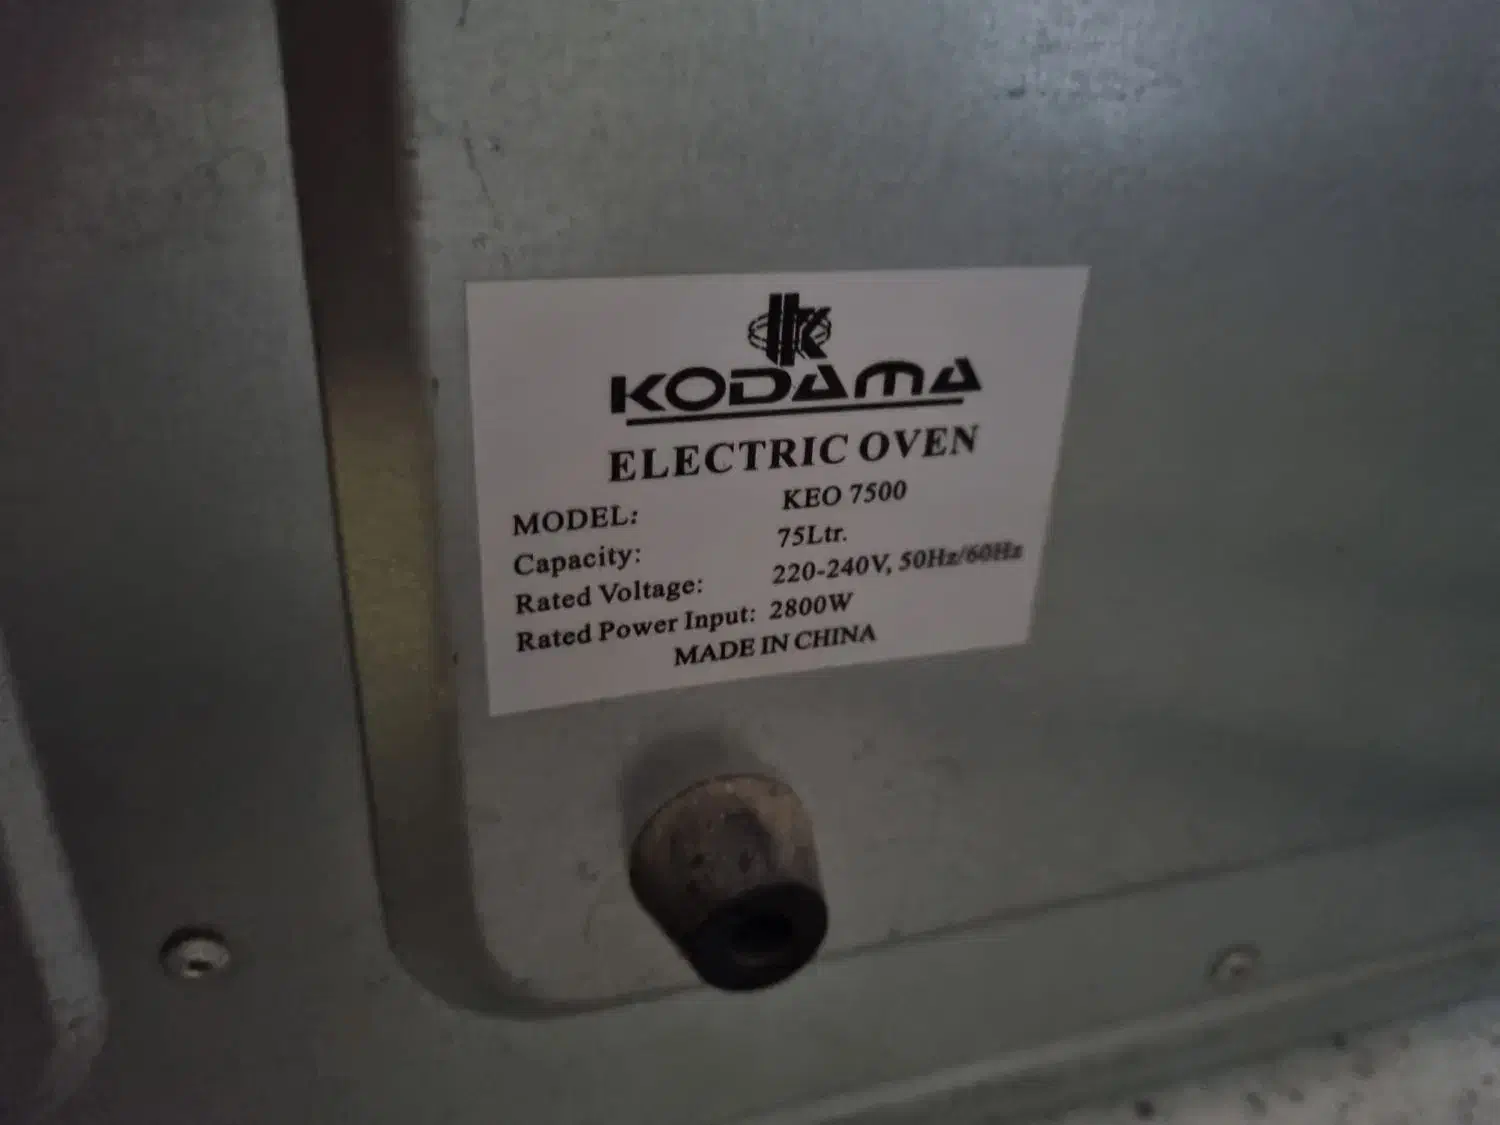 KODAMA
ELECTRIC OVEN
MODEL: KEO 7500
Capacity: 75Ltr.
Rated Voltage: 220-240V, 50Hz/60Hz
Rated Power Input: 2800W
MADE IN CHINA